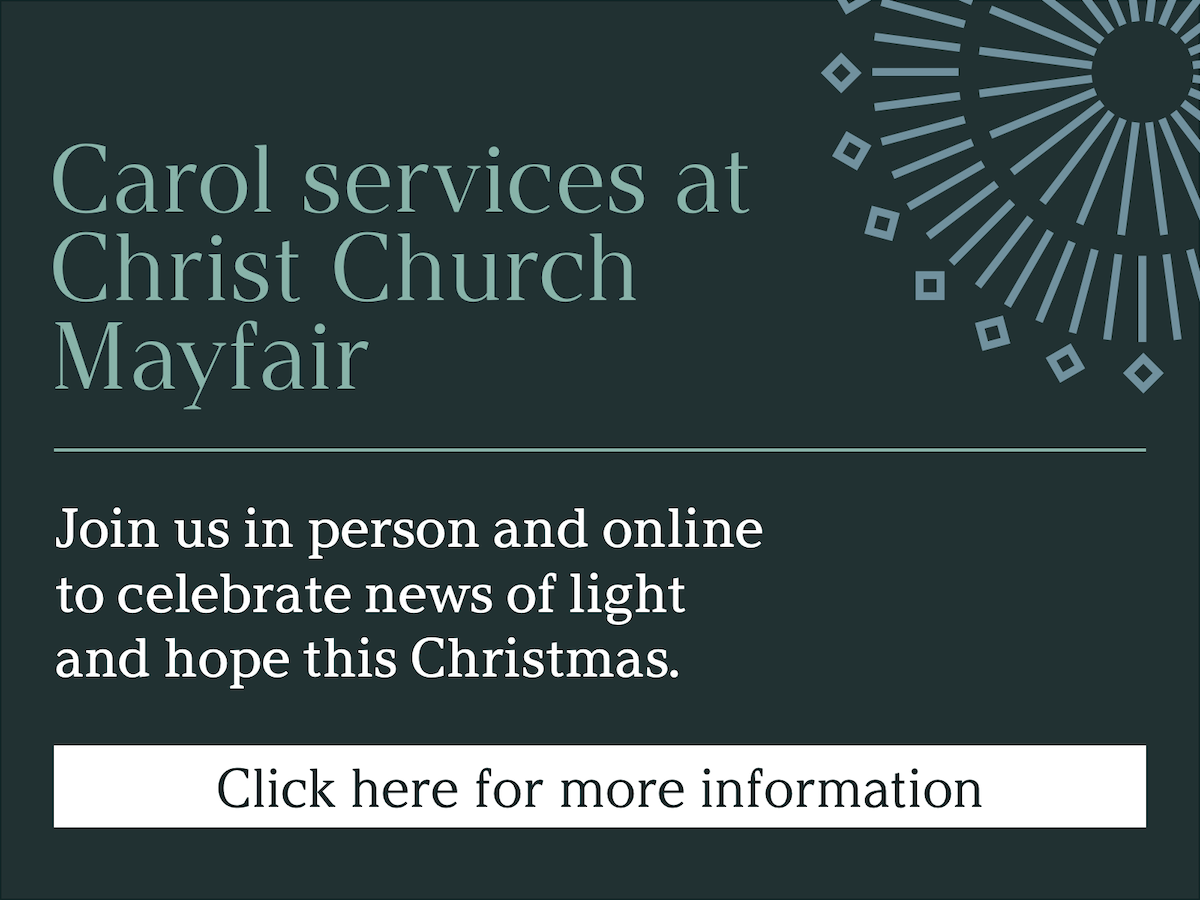 Carol services at
Christ Church
Mayfair
Join us in person and online
to celebrate news of light
and hope this Christmas.
Click here for more information